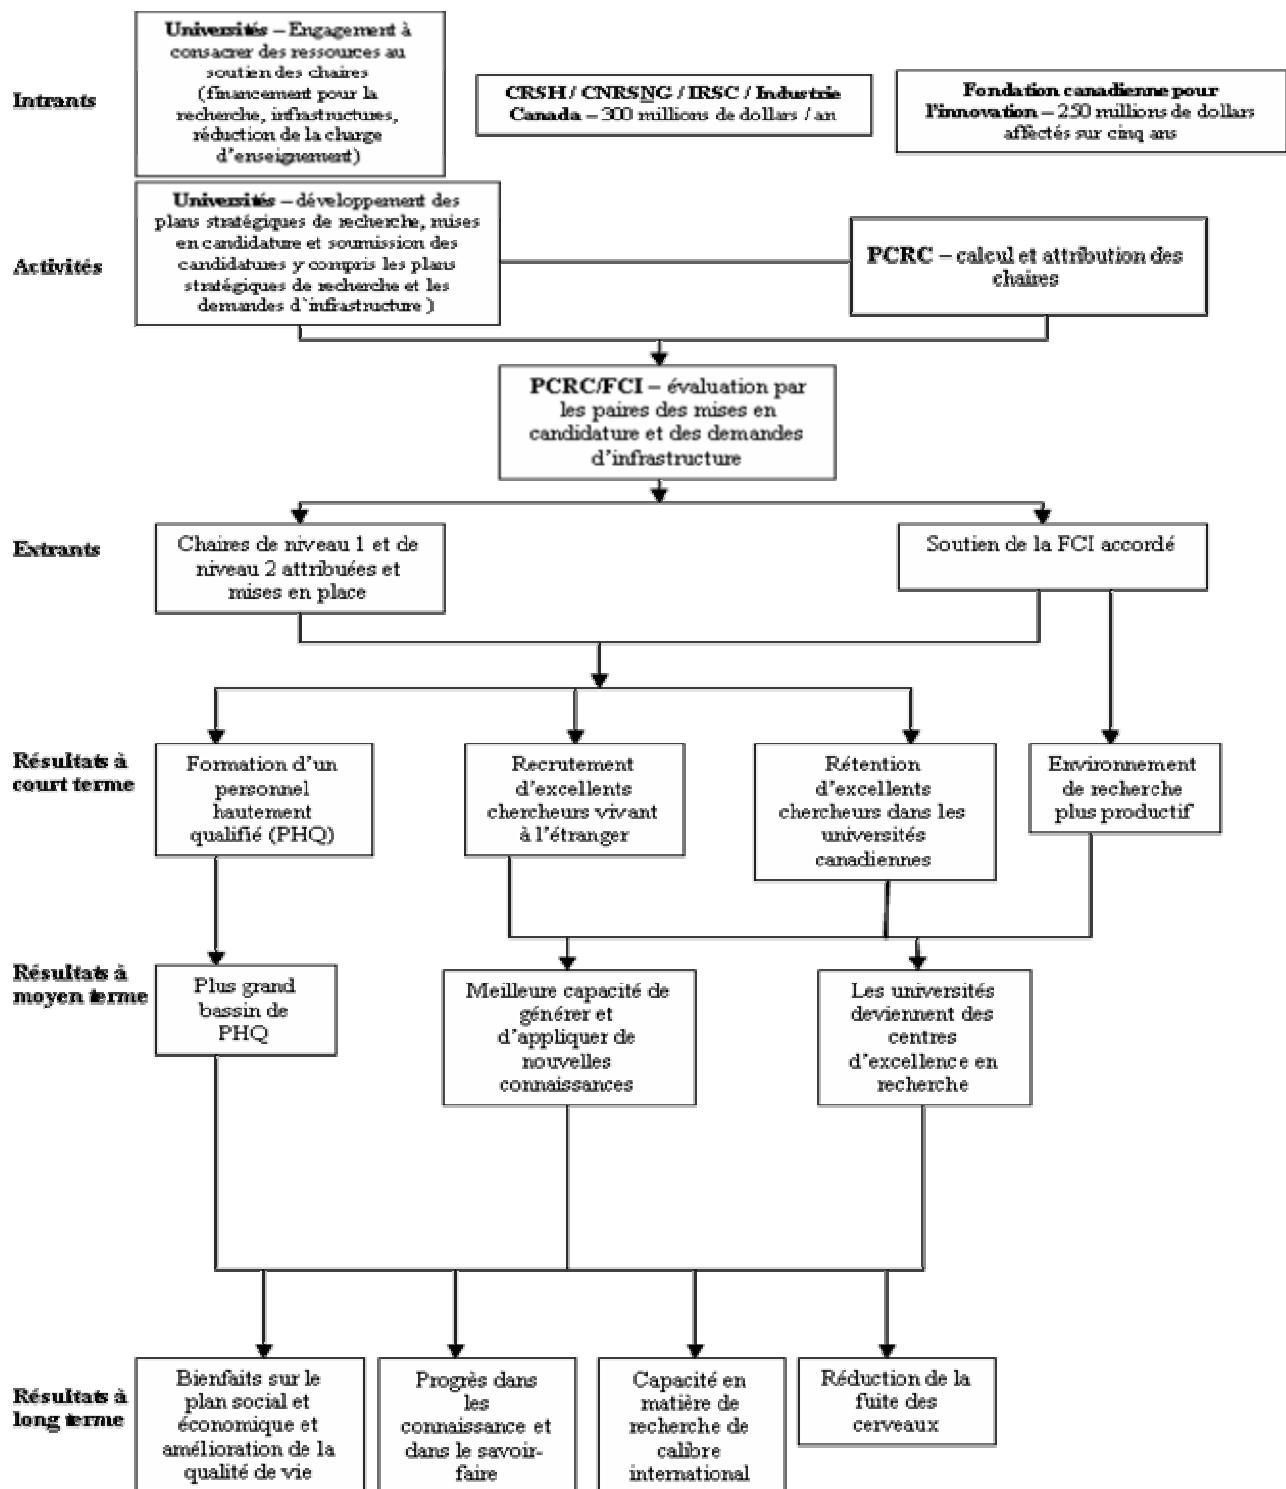 Intrants
Universités – Engagement à
consacrer des ressources au
soutien des chaires
(financement pour la
recherche, infrastructures,
réduction de la charge
d'enseignement)
CRSH / CNRSNG / IRSC / Industrie
Canada – 300 millions de dollars / an
Fondation canadienne pour
l'innovation – 250 millions de dollars
affectés sur cinq ans
Activités
Universités – développement des
plans stratégiques de recherche, mises
en candidature et soumission des
candidatures y compris les plans
stratégiques de recherche et les
demandes d`infrastructure )
PCRC – calcul et attribution des
chaires
PCRC/FCI – évaluation par
les paires des mises en
candidature et des demandes
d'infrastructure
Extrants
Chaires de niveau 1 et de
niveau 2 attribuées et
mises en place
Soutien de la FCI accordé
Résultats à
court terme
Formation d'un
personnel
hautement
qualifié (PHQ)
Recrutement
d'excellents
chercheurs vivant
à l'étranger
Rétention
d'excellents
chercheurs dans les
universités
canadiennes
Environnement
de recherche
plus productif
Résultats à
moyen terme
Plus grand
bassin de
PHQ
Meilleure capacité de
générer et
d'appliquer de
nouvelles
connaissances
Les universités
deviennent des
centres
d'excellence en
recherche
Résultats à
long terme
Bienfaits sur le
plan social et
économique et
amélioration de la
qualité de vie
Progrès dans
les
connaissance et
dans le savoir-
faire
Capacité en
matière de
recherche de
calibre
international
Réduction de la
fuite des
cerveaux